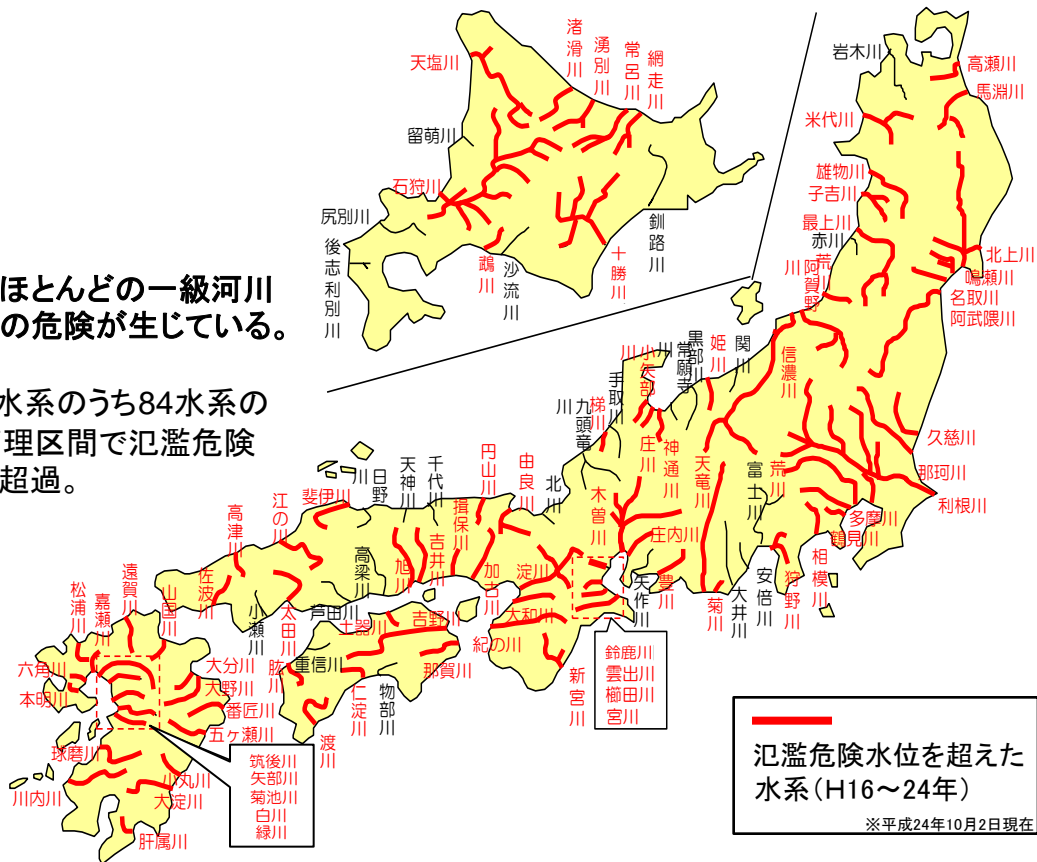 ほとんどの一級河川
の危険が生じている。
水系のうち84水系の
理区間で氾濫危険
超過。
天塩川
渚滑川
湧別川
常呂川
網走川
留萌川
石狩川
尻別川
後志利別川
鵡川
沙流川
十勝川
釧路川
岩木川
高瀬川
馬淵川
米代川
雄物川
子吉川
最上川
赤川
荒川
阿賀野川
北上川
鳴瀬川
名取川
阿武隈川
信濃川
関川
姫川
黒部川
常願寺川
小矢部川
手取川
梯川
九頭竜川
庄川
神通川
天竜川
富士川
荒川
久慈川
那珂川
利根川
多摩川
鶴見川
相模川
狩野川
安倍川
大井川
菊川
豊川
矢作川
庄内川
木曽川
北川
由良川
円山川
千代川
天神川
日野川
斐伊川
江の川
高津川
佐波川
小瀬川
太田川
芦田川
高梁川
旭川
吉井川
揖保川
加古川
淀川
大和川
紀の川
新宮川
鈴鹿川
雲出川
櫛田川
宮川
土器川
吉野川
那賀川
重信川
肱川
仁淀川
物部川
渡川
山国川
遠賀川
嘉瀬川
松浦川
六角川
本明川
大分川
大野川
番匠川
五ヶ瀬川
球磨川
川内川
小丸川
大淀川
肝属川
筑後川
矢部川
菊池川
白川
緑川
氾濫危険水位を超えた
水系(H16～24年)
※平成24年10月2日現在